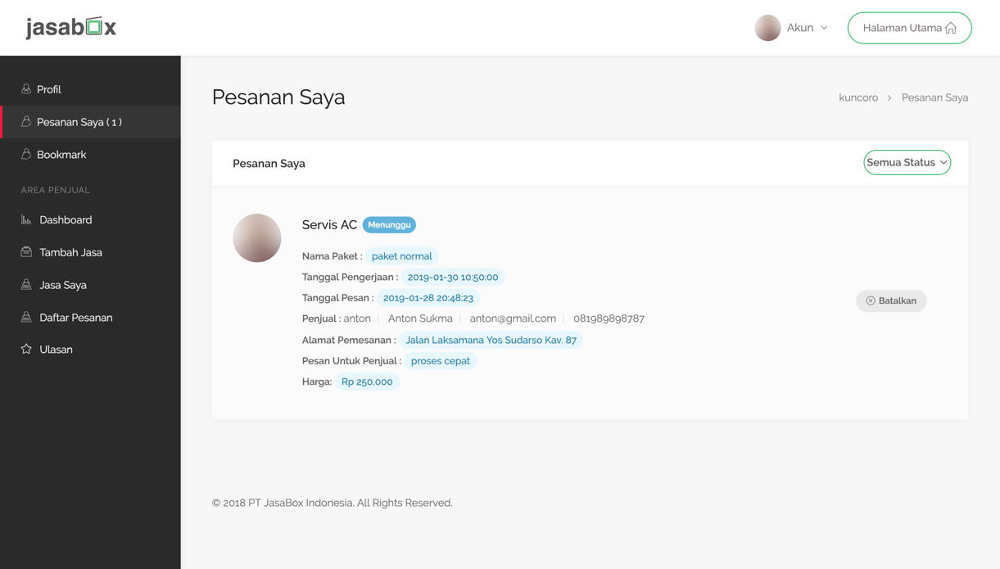 jasabox
Akun
Halaman Utama
Profil
Pesanan Saya ( 1 )
Bookmark
AREA PENJUAL
Dashboard
Tambah Jasa
Jasa Saya
Daftar Pesanan
Ulasan
Pesanan Saya
kuncoro > Pesanan Saya
Pesanan Saya
Semua Status
Servis AC Menunggu
Nama Paket : paket normal
Tanggal Pengerjaan : 2019-01-30 10:50:00
Tanggal Pesan : 2019-01-28 20:48:23
Penjual : anton | Anton Sukma | anton@gmail.com | 081989898787
Alamat Pemesanan : Jalan Laksamana Yos Sudarso Kav. 87
Pesan Untuk Penjual : proses cepat
Harga: Rp 250,000
Batalkan
© 2018 PT JasaBox Indonesia. All Rights Reserved.